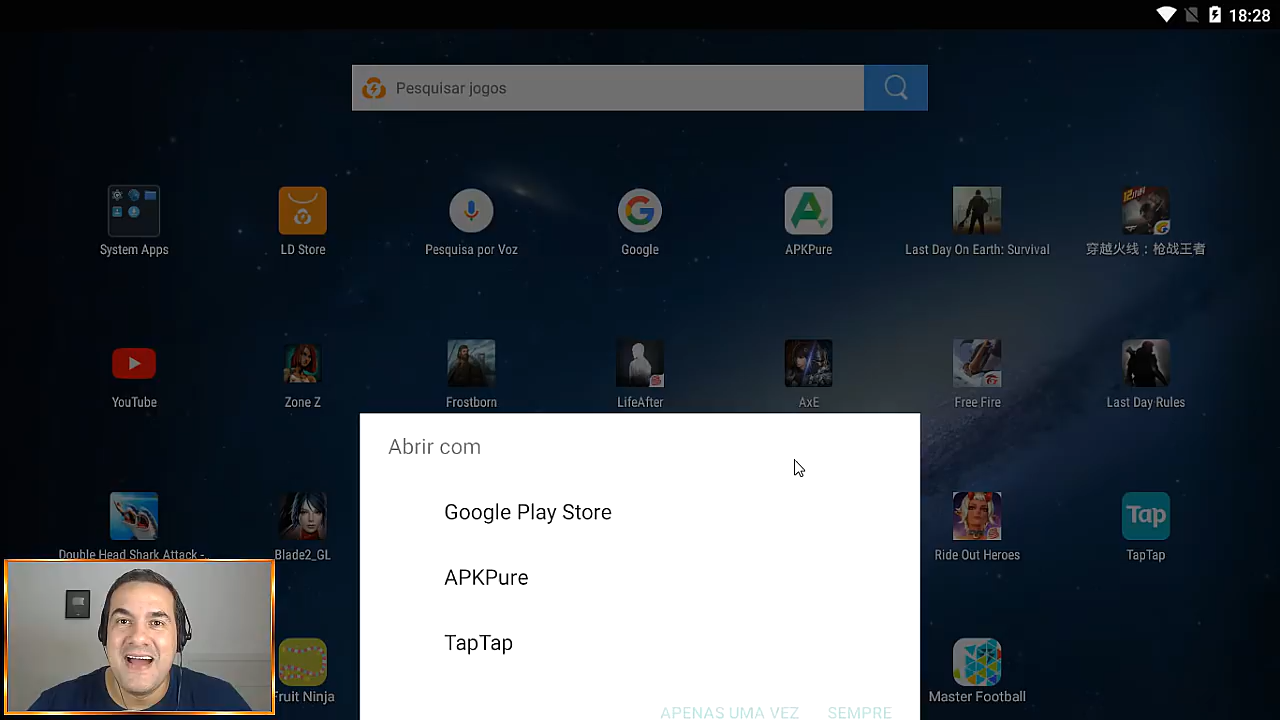 18:28
Pesquisar jogos
System Apps
LD Store
Pesquisa por Voz
Google
APKPure
Last Day On Earth: Survival
穿越火线：枪战王者
YouTube
Zone Z
Frostborn
LifeAfter
AxE
Free Fire
Last Day Rules
Abrir com
Google Play Store
APKPure
TapTap
APENAS UMA VEZ
SEMPRE
Double Head Shark Attack -..
Blade2_GL
Ride Out Heroes
Tap
TapTap
Fruit Ninja
Master Football